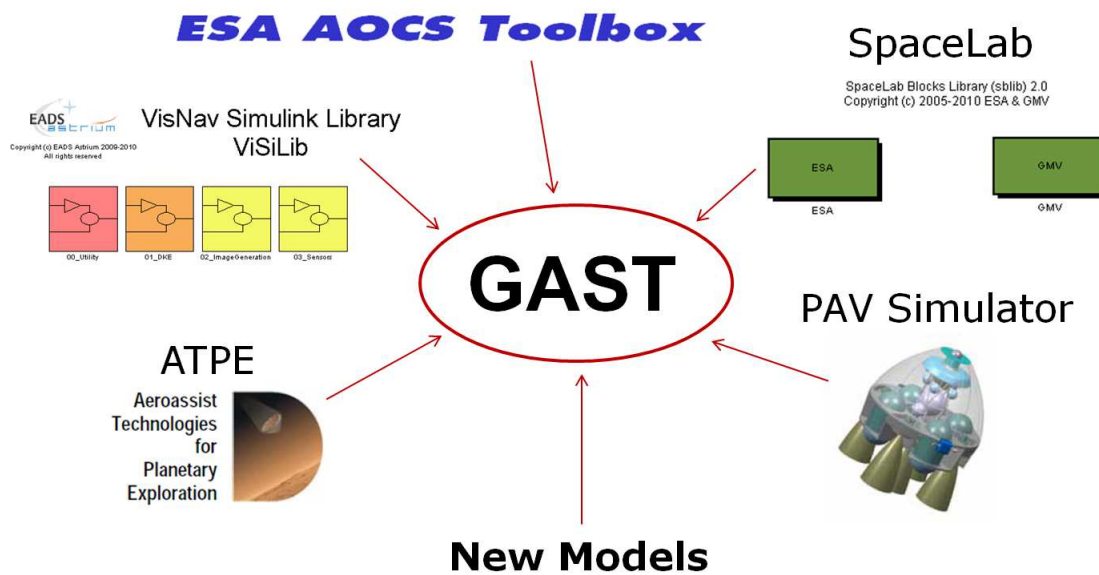 ESA AOCS Toolbox
SpaceLab
SpaceLab Blocks Library (sblib) 2.0
Copyright (c) 2005-2010 ESA & GMV
ESA
ESA
GMV
GMV
EADS
astrium
Copyright (c) EADS Astrium 2009-2010
All rights reserved
VisNav Simulink Library
ViSiLib
00_Utility
01_DKE
02_ImageGeneration
03_Sensors
GAST
PAV Simulator
ATPE
Aeroassist
Technologies
for
Planetary
Exploration
New Models